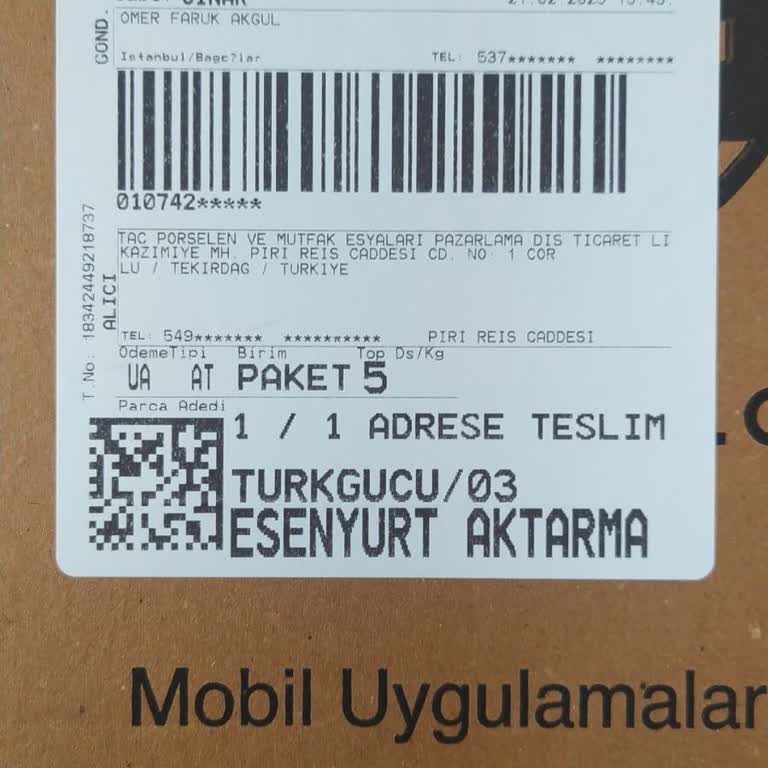 OMER FARUK AKGUL
GOND.
Istanbul/Bagc?lar TEL: 537******* ********
010742*****
T.No: 18342449218737
ALICI
TAC PORSELEN VE MUTFAK ESYALARI PAZARLAMA DIS TICARET LI
KAZIMIYE MH. PIRI REIS CADDESI CD. NO: 1 COR
LU / TEKIRDAG / TURKIYE
TEL: 549******* ********** PIRI REIS CADDESI
OdemeTipi Birim Top Ds/Kg
UA AT PAKET 5
Parca Adedi
1 / 1 ADRESE TESLIM
TURKGUCU/03
ESENYURT AKTARMA
Mobil Uygulamalar